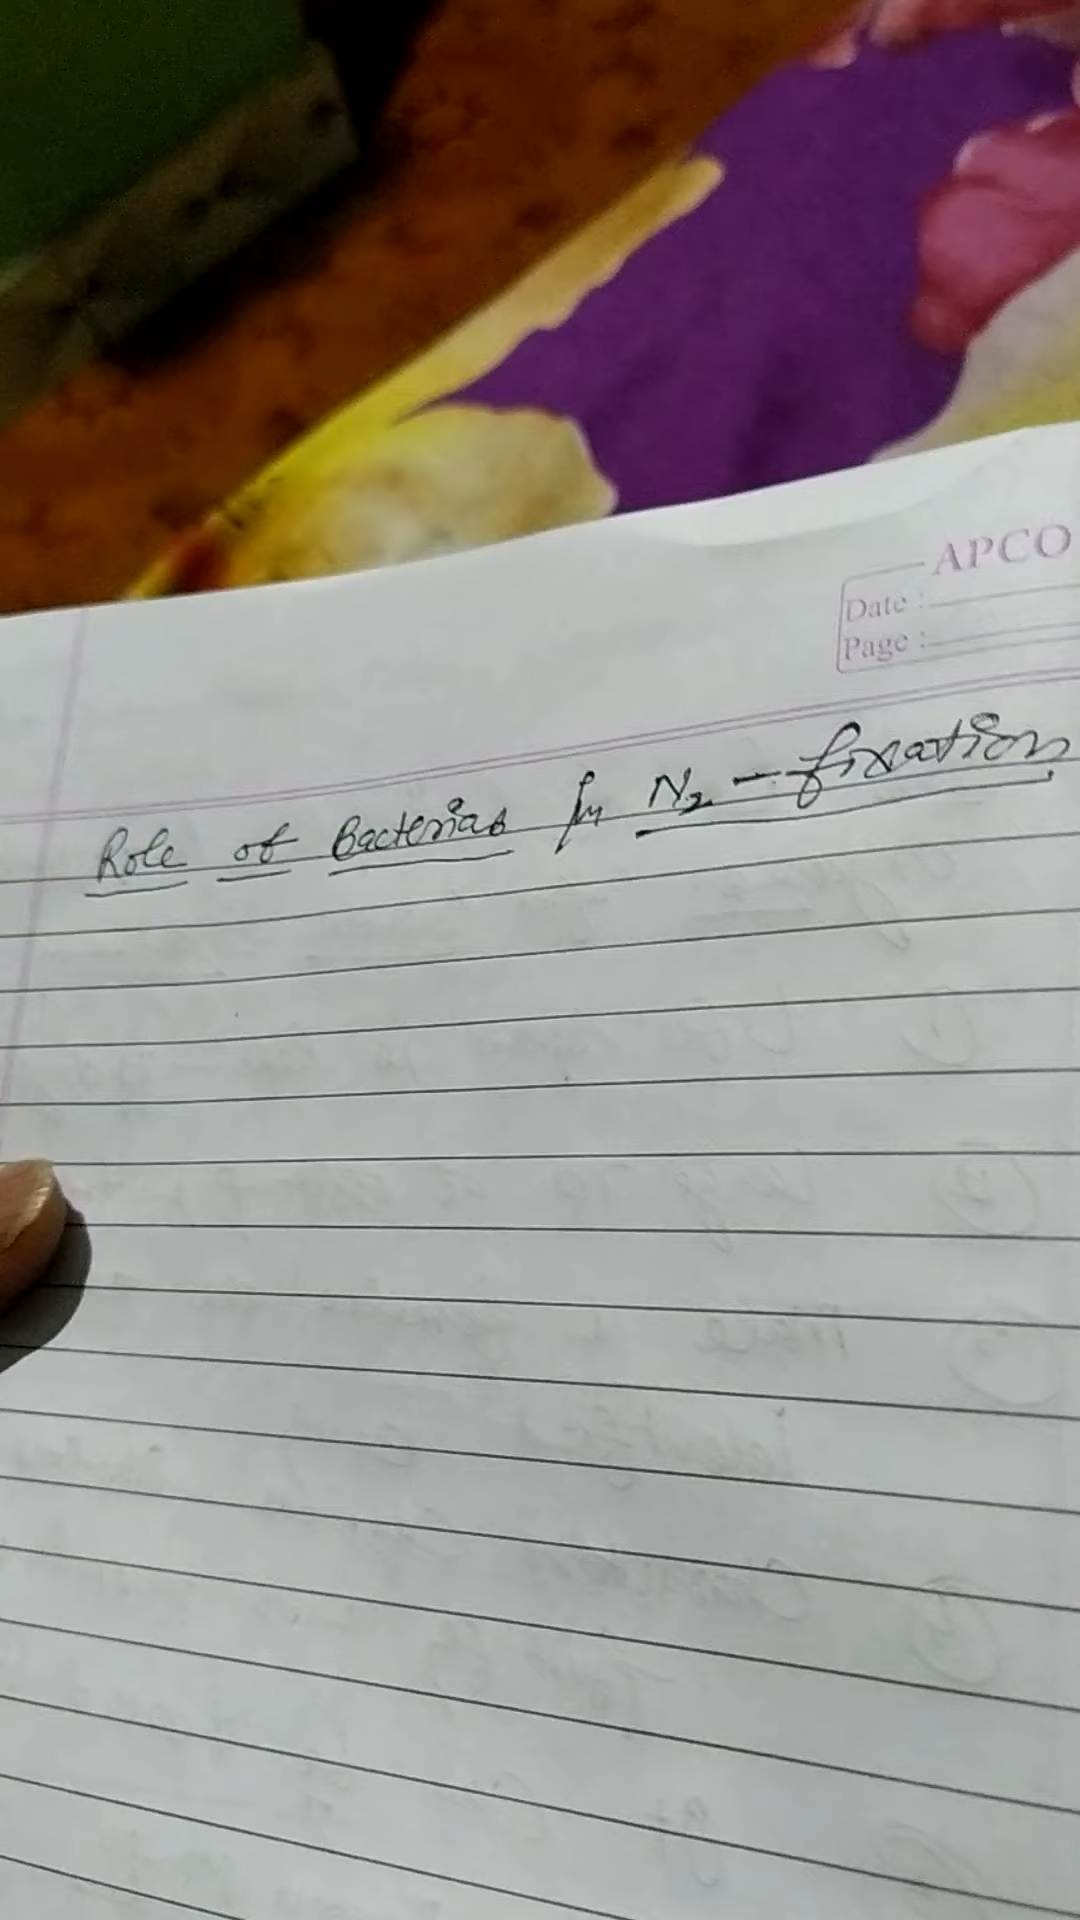 APCO
Date :
Page :
Role of Bacterias In N₂ - fixation